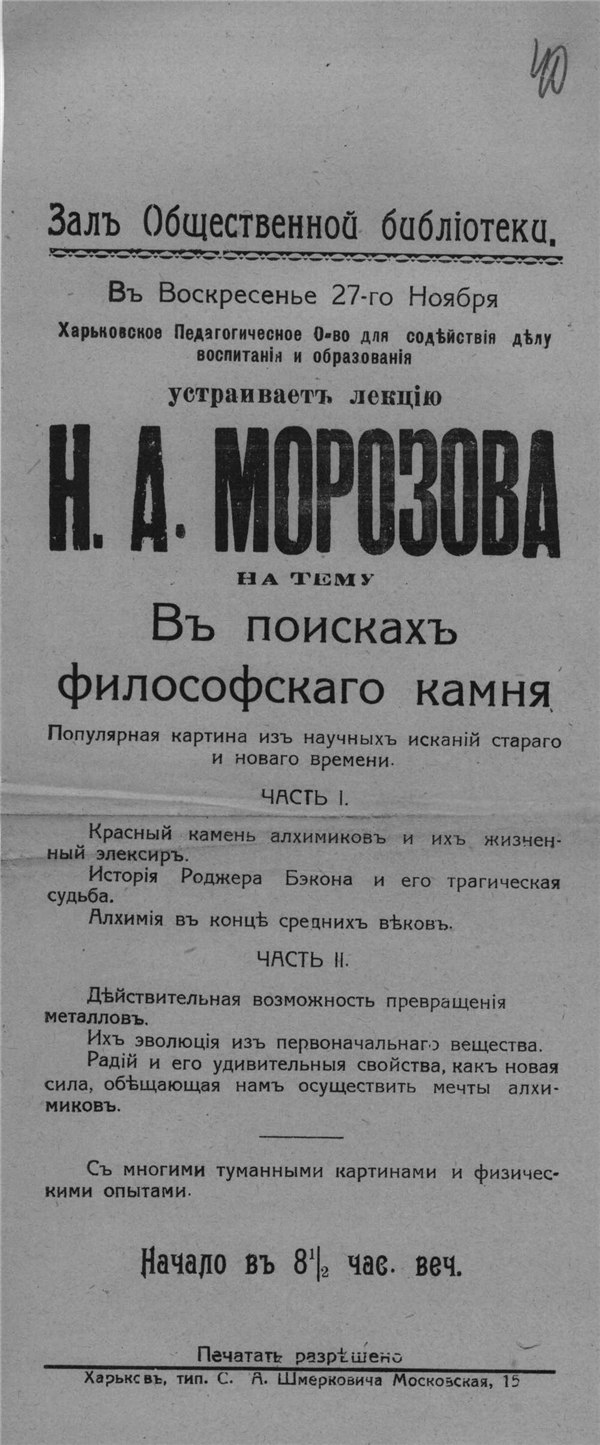 40
Залъ Общественной библіотеки.
Въ Воскресенье 27-го Ноября
Харьковское Педагогическое О-во для содѣйствія дѣлу
воспитанія и образованія
устраиваетъ лекцію
Н. А. МОРОЗОВА
НА ТЕМУ
Въ поискахъ
философскаго камня
Популярная картина изъ научныхъ исканій стараго
и новаго времени.
ЧАСТЬ I.
Красный камень алхимиковъ и ихъ жизнен-
ный элексиръ.
Исторія Роджера Бэкона и его трагическая
судьба.
Алхимія въ концѣ среднихъ вѣковъ.
ЧАСТЬ II.
Дѣйствительная возможность превращенія
металловъ.
Ихъ эволюція изъ первоначальнаго вещества.
Радій и его удивительныя свойства, какъ новая
сила, обѣщающая намъ осуществить мечты алхи-
миковъ.
Съ многими туманными картинами и физичес-
кими опытами.
Начало въ 8 1/2 час. веч.
Печатать разрѣшено
Харьковъ, тип. С. А. Шмерковича Московская, 15